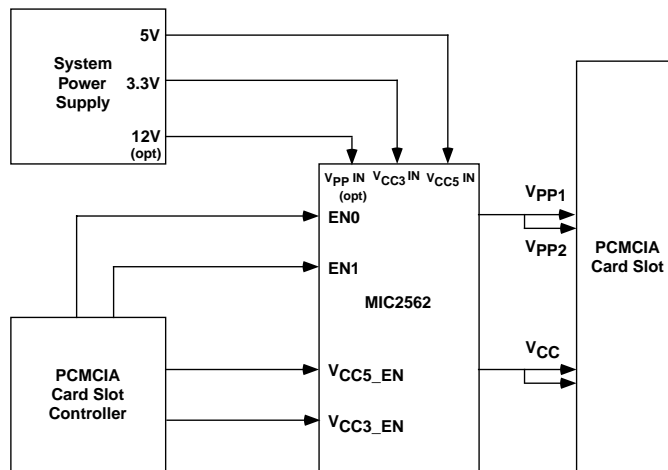 5V
System
Power
Supply
3.3V
12V
(opt)
VPP IN
(opt)
VCC3 IN
VCC5 IN
EN0
EN1
MIC2562
VCC5_EN
VCC3_EN
VPP1
VPP2
VCC
PCMCIA
Card Slot
PCMCIA
Card Slot
Controller